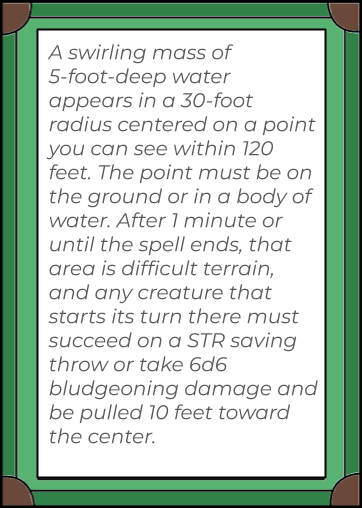 A swirling mass of
5-foot-deep water
appears in a 30-foot
radius centered on a point
you can see within 120
feet. The point must be on
the ground or in a body of
water. After 1 minute or
until the spell ends, that
area is difficult terrain,
and any creature that
starts its turn there must
succeed on a STR saving
throw or take 6d6
bludgeoning damage and
be pulled 10 feet toward
the center.